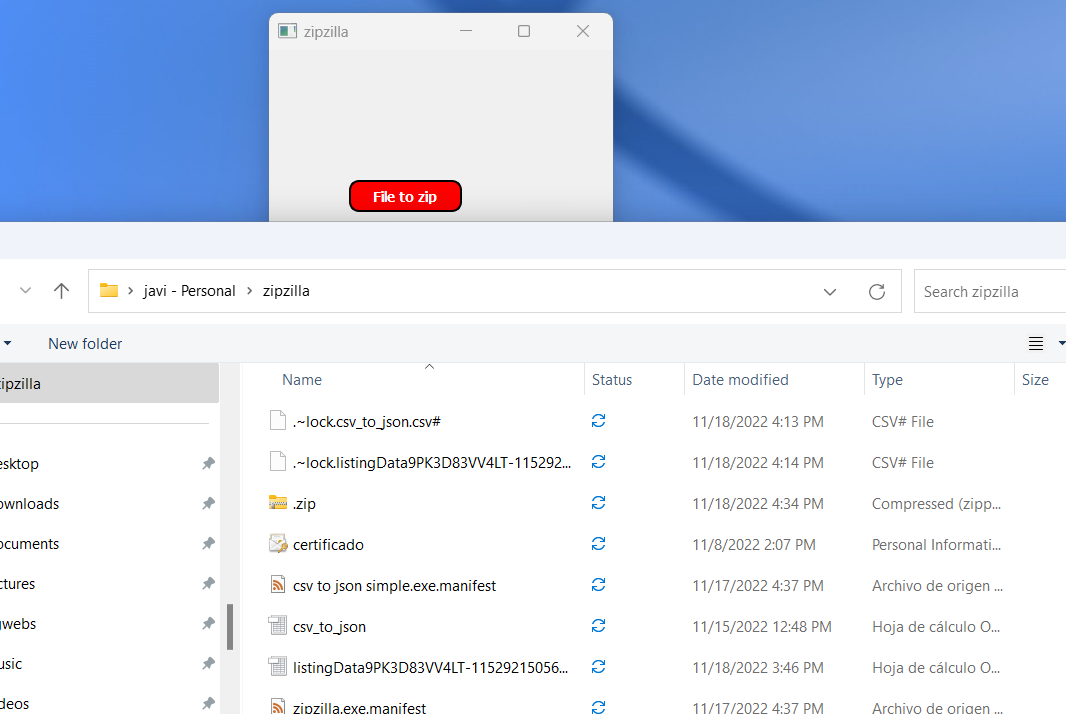 zipzilla
File to zip
javi - Personal > zipzilla
Search zipzilla
New folder
zipzilla
Name Status Date modified Type Size
.~lock.csv_to_json.csv# 11/18/2022 4:13 PM CSV# File
.~lock.listingData9PK3D83VV4LT-115292... 11/18/2022 4:14 PM CSV# File
.zip 11/18/2022 4:34 PM Compressed (zipp...
certificado 11/8/2022 2:07 PM Personal Informati...
csv to json simple.exe.manifest 11/17/2022 4:37 PM Archivo de origen ...
csv_to_json 11/15/2022 12:48 PM Hoja de cálculo O...
listingData9PK3D83VV4LT-11529215056... 11/18/2022 3:46 PM Hoja de cálculo O...
zipzilla.exe.manifest 11/17/2022 4:37 PM Archivo de origen ...
esktop
ownloads
ocuments
ctures
webs
usic
deos